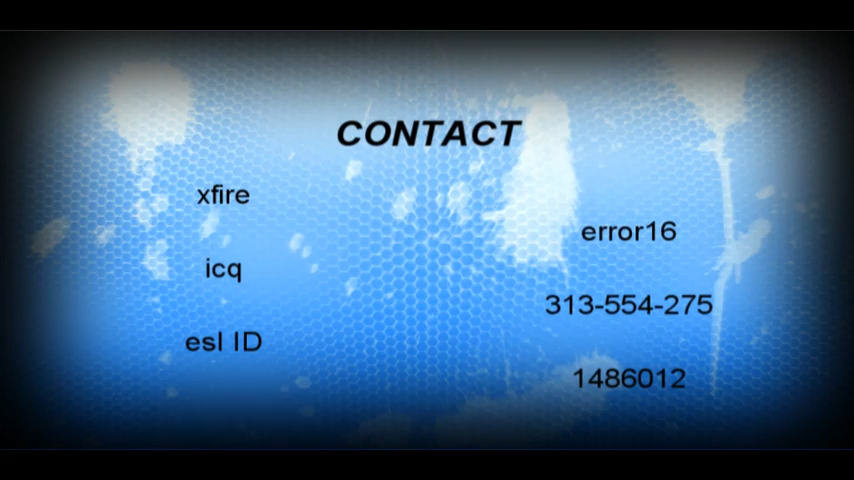 CONTACT
xfire
error16
icq
313-554-275
esl ID
1486012